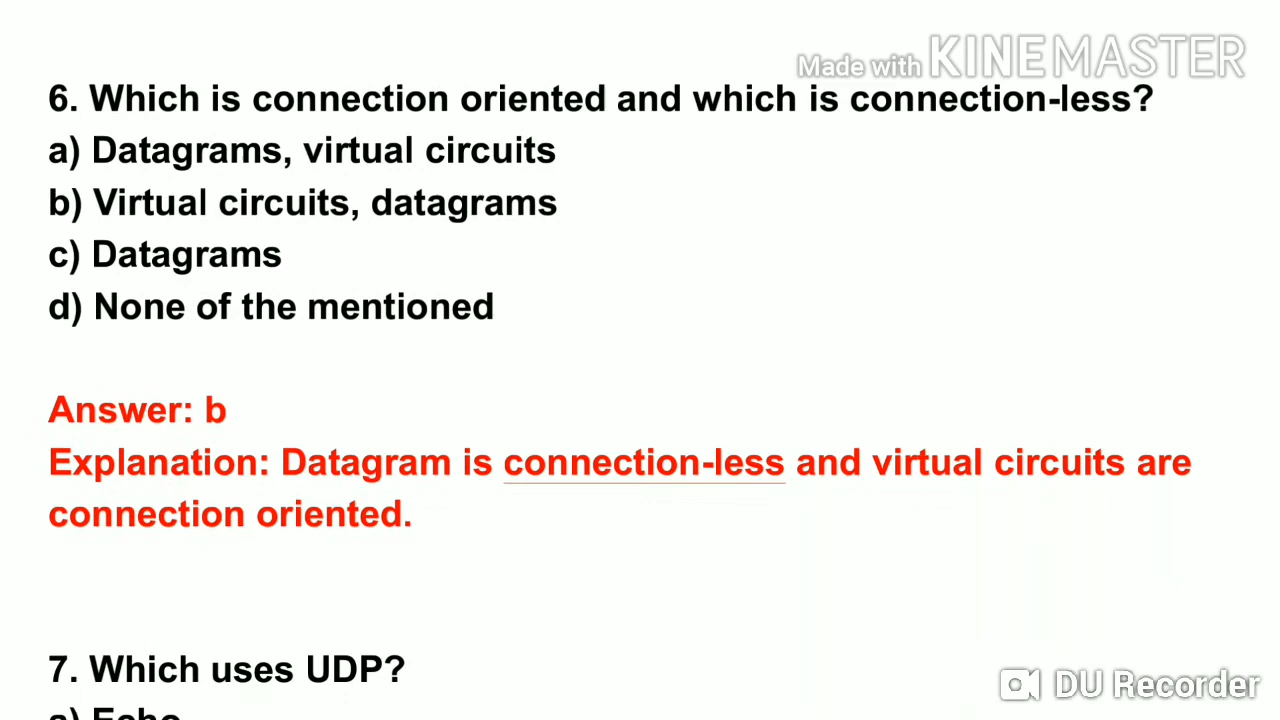 Made with KINEMASTER
6. Which is connection oriented and which is connection-less?
a) Datagrams, virtual circuits
b) Virtual circuits, datagrams
c) Datagrams
d) None of the mentioned
Answer: b
Explanation: Datagram is connection-less and virtual circuits are
connection oriented.
7. Which uses UDP?
DU Recorder
a) Echo